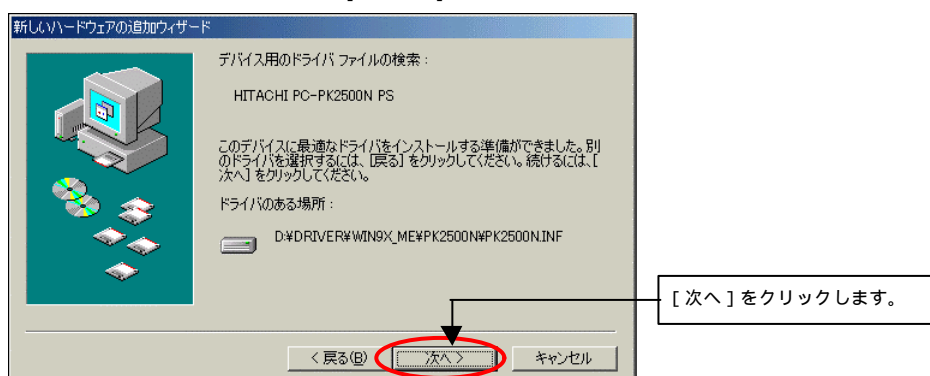 新しいハードウェアの追加ウィザード
デバイス用のドライバ ファイルの検索：
HITACHI PC-PK2500N PS
このデバイスに最適なドライバをインストールする準備ができました。別
のドライバを選択するには、[戻る] をクリックしてください。続けるには、[
次へ] をクリックしてください。
ドライバのある場所：
D:¥DRIVER¥WIN9X_ME¥PK2500N¥PK2500N.INF
[ 次へ ] をクリックします。
< 戻る(B)
次へ >
キャンセル